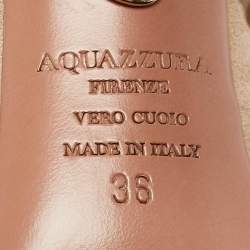 AQUAZZURA
FIRENZE
VERO CUOIO
MADE IN ITALY
36